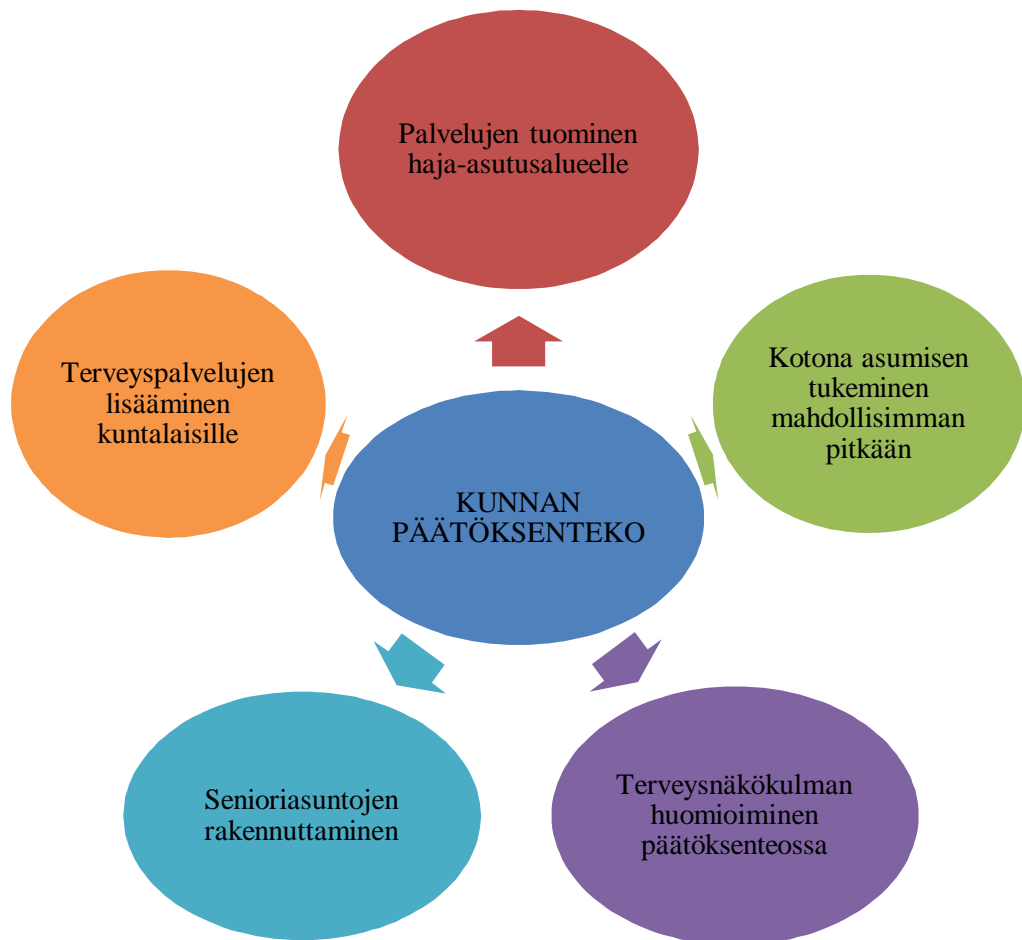 Palvelujen tuominen
haja-asutusalueelle
Terveyspalvelujen
lisääminen
kuntalaisille
Kotona asumisen
tukeminen
mahdollisimman
pitkään
KUNNAN
PÄÄTÖKSENTEKO
Senioriasuntojen
rakennuttaminen
Terveysnäkökulman
huomioiminen
päätöksenteossa